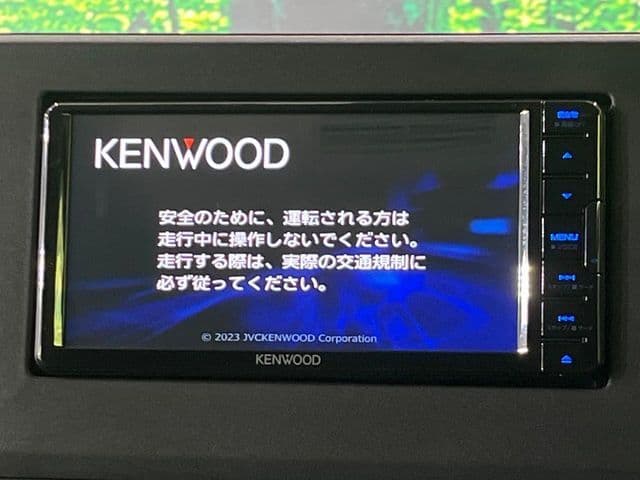 KENWOOD
安全のために、運転される方は
走行中に操作しないでください。
走行する際は、実際の交通規制に
必ず従ってください。
© 2023 JVCKENWOOD Corporation
KENWOOD
MENU